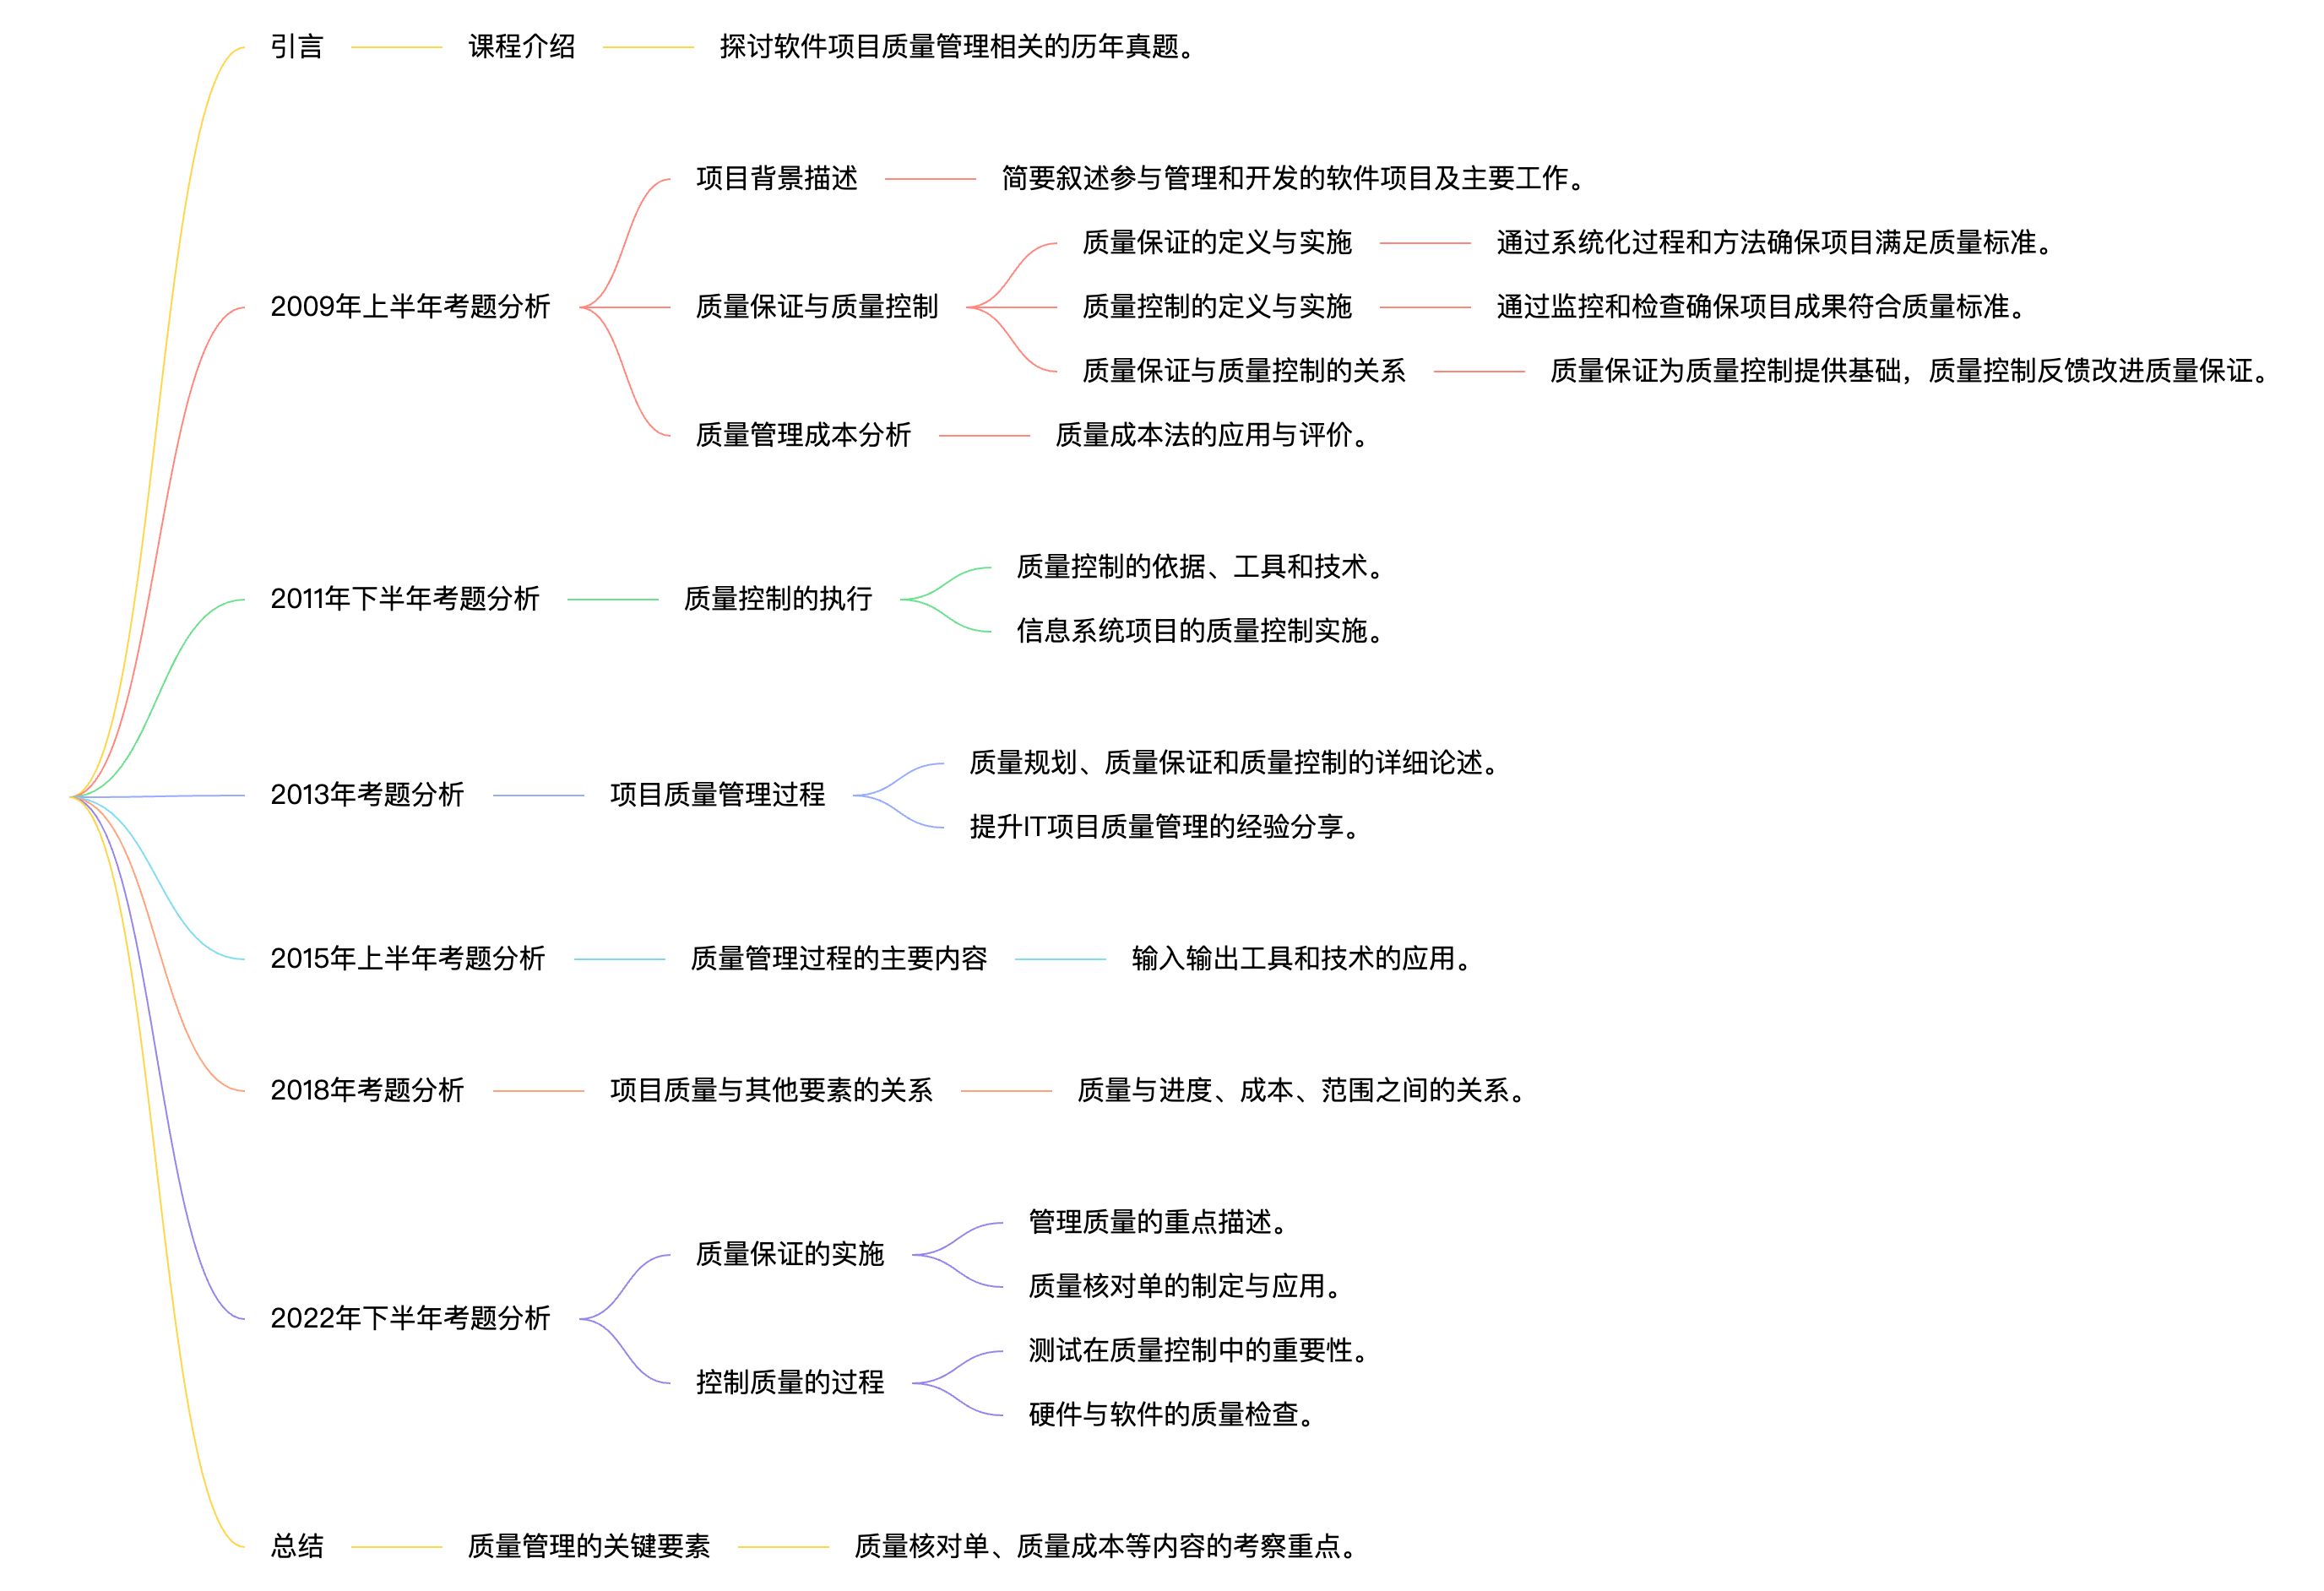 引言
课程介绍
探讨软件项目质量管理相关的历年真题。
2009年上半年考题分析
项目背景描述
简要叙述参与管理和开发的软件项目及主要工作。
质量保证与质量控制
质量保证的定义与实施
通过系统化过程和方法确保项目满足质量标准。
质量控制的定义与实施
通过监控和检查确保项目成果符合质量标准。
质量保证与质量控制的关系
质量保证为质量控制提供基础，质量控制反馈改进质量保证。
质量管理成本分析
质量成本法的应用与评价。
2011年下半年考题分析
质量控制的执行
质量控制的依据、工具和技术。
信息系统项目的质量控制实施。
2013年考题分析
项目质量管理过程
质量规划、质量保证和质量控制的详细论述。
提升IT项目质量管理的经验分享。
2015年上半年考题分析
质量管理过程的主要内容
输入输出工具和技术的应用。
2018年考题分析
项目质量与其他要素的关系
质量与进度、成本、范围之间的关系。
2022年下半年考题分析
质量保证的实施
管理质量的重点描述。
质量核对单的制定与应用。
控制质量的过程
测试在质量控制中的重要性。
硬件与软件的质量检查。
总结
质量管理的关键要素
质量核对单、质量成本等内容的考察重点。